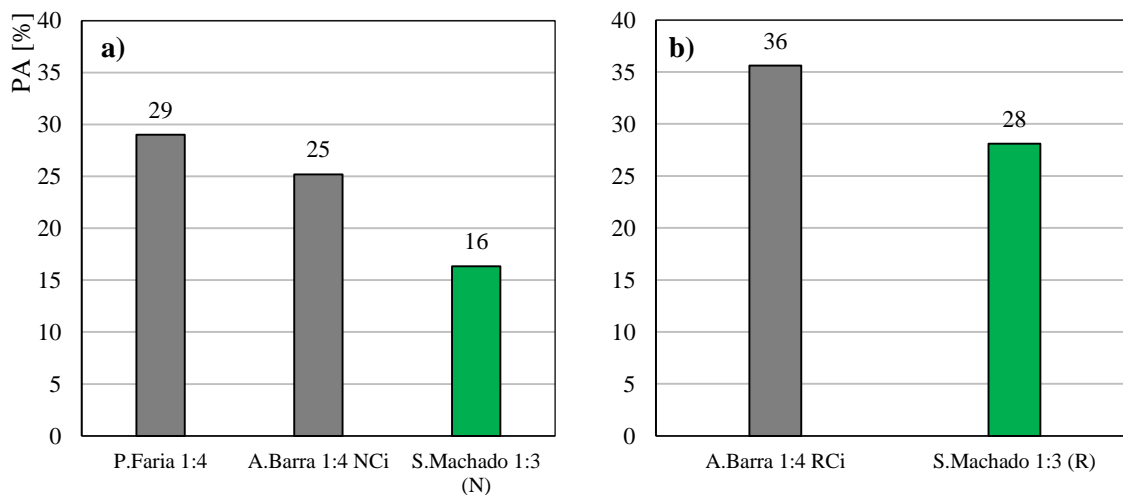 PA [%]
a)
40
35
30
25
20
15
10
5
0
29
25
16
P.Faria 1:4
A.Barra 1:4 NCi
S.Machado 1:3
(N)
b)
40
35
30
25
20
15
10
5
0
36
28
A.Barra 1:4 RCi
S.Machado 1:3 (R)